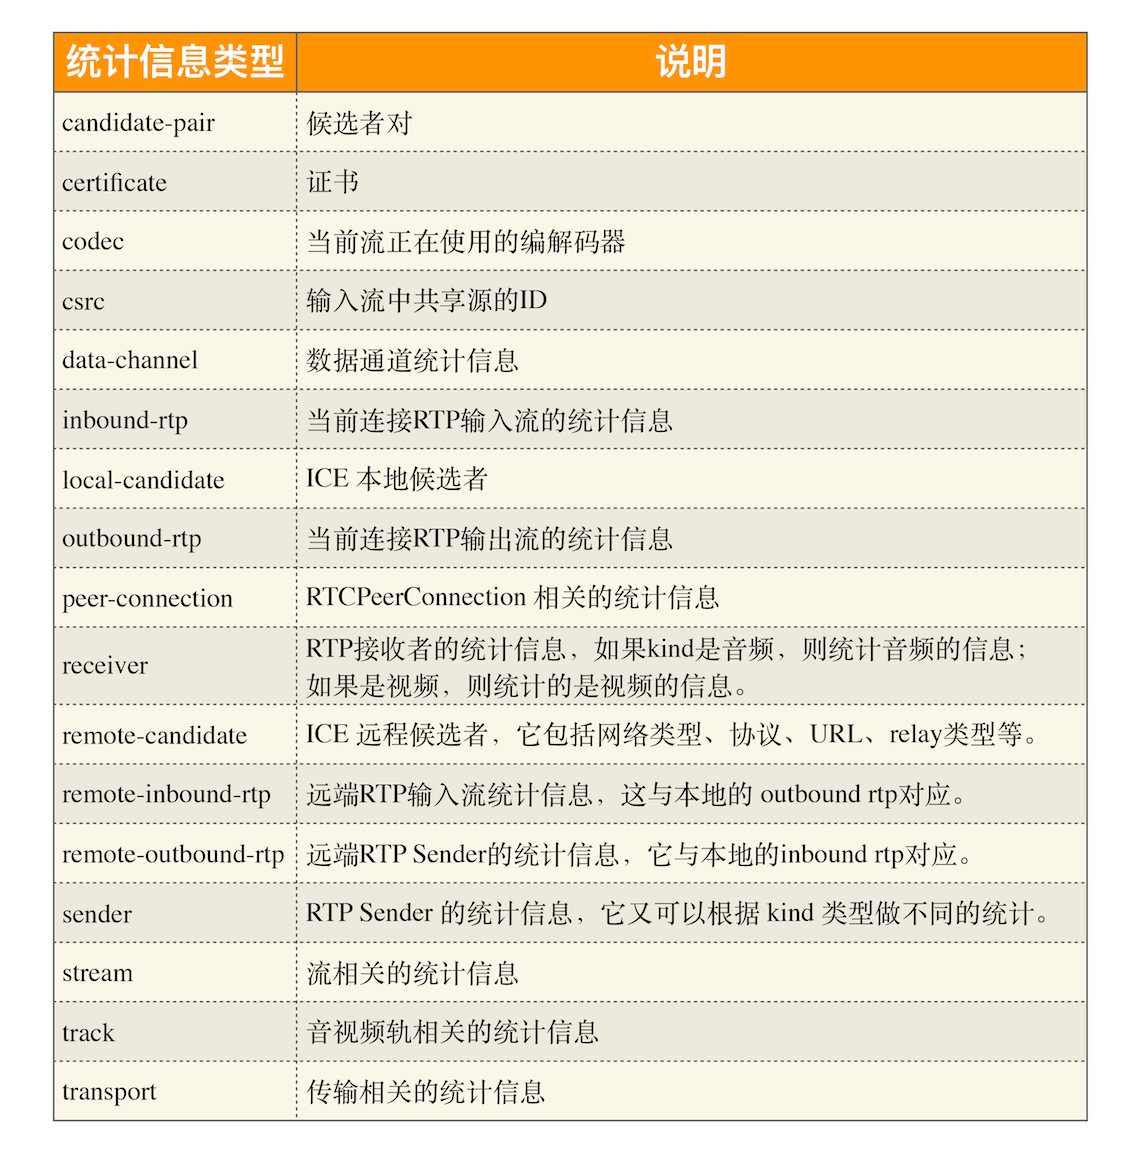 统计信息类型 说明
candidate-pair 候选者对
certificate 证书
codec 当前流正在使用的编解码器
csrc 输入流中共享源的ID
data-channel 数据通道统计信息
inbound-rtp 当前连接RTP输入流的统计信息
local-candidate ICE 本地候选者
outbound-rtp 当前连接RTP输出流的统计信息
peer-connection RTCPeerConnection 相关的统计信息
receiver RTP接收者的统计信息，如果kind是音频，则统计音频的信息；
如果是视频，则统计的是视频的信息。
remote-candidate ICE 远程候选者，它包括网络类型、协议、URL、relay类型等。
remote-inbound-rtp 远端RTP输入流统计信息，这与本地的 outbound rtp对应。
remote-outbound-rtp 远端RTP Sender的统计信息，它与本地的inbound rtp对应。
sender RTP Sender 的统计信息，它又可以根据 kind 类型做不同的统计。
stream 流相关的统计信息
track 音视频轨相关的统计信息
transport 传输相关的统计信息